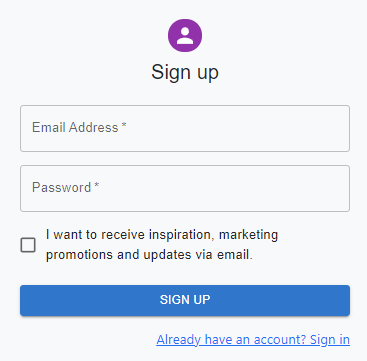 Sign up
Email Address *
Password *
I want to receive inspiration, marketing
promotions and updates via email.
SIGN UP
Already have an account? Sign in